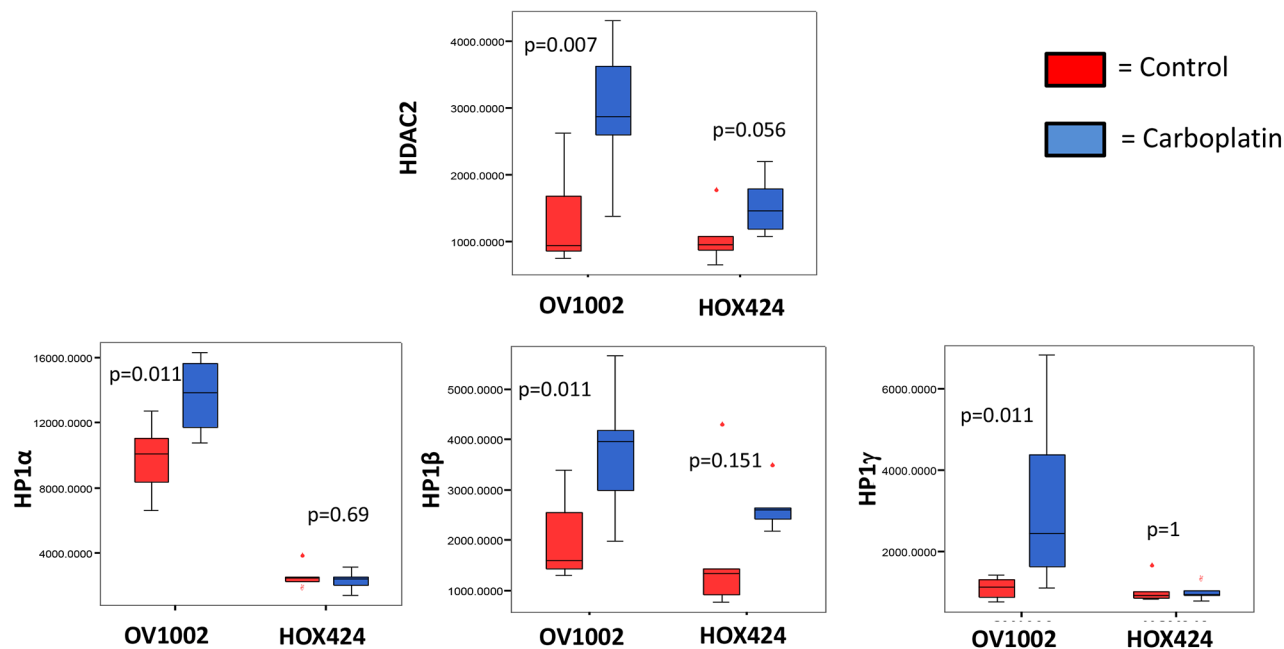 4000.0000
3000.0000
2000.0000
1000.0000
HDAC2
p=0.007
p=0.056
OV1002
HOX424
= Control
= Carboplatin
16000.0000
12000.0000
8000.0000
4000.0000
HP1α
p=0.011
p=0.69
OV1002
HOX424
5000.0000
4000.0000
3000.0000
2000.0000
1000.0000
HP1β
p=0.011
p=0.151
OV1002
HOX424
6000.0000
4000.0000
2000.0000
HP1γ
p=0.011
p=1
OV1002
HOX424